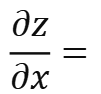 ∂z/∂x =